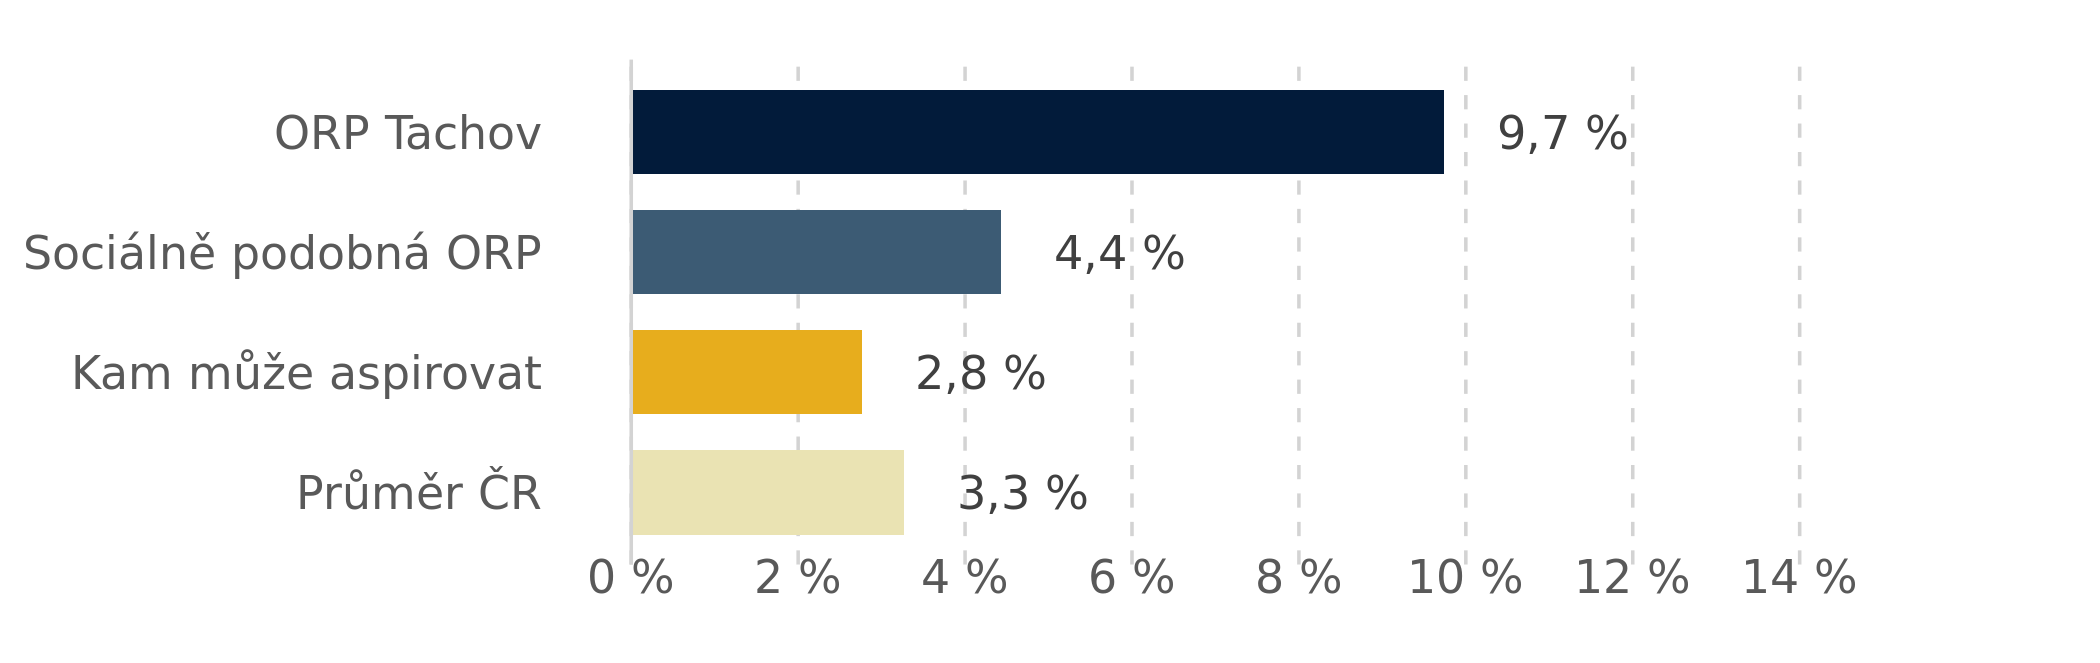 ORP Tachov 9,7 %
Sociálně podobná ORP 4,4 %
Kam může aspirovat 2,8 %
Průměr ČR 3,3 %
0 % 2 % 4 % 6 % 8 % 10 % 12 % 14 %